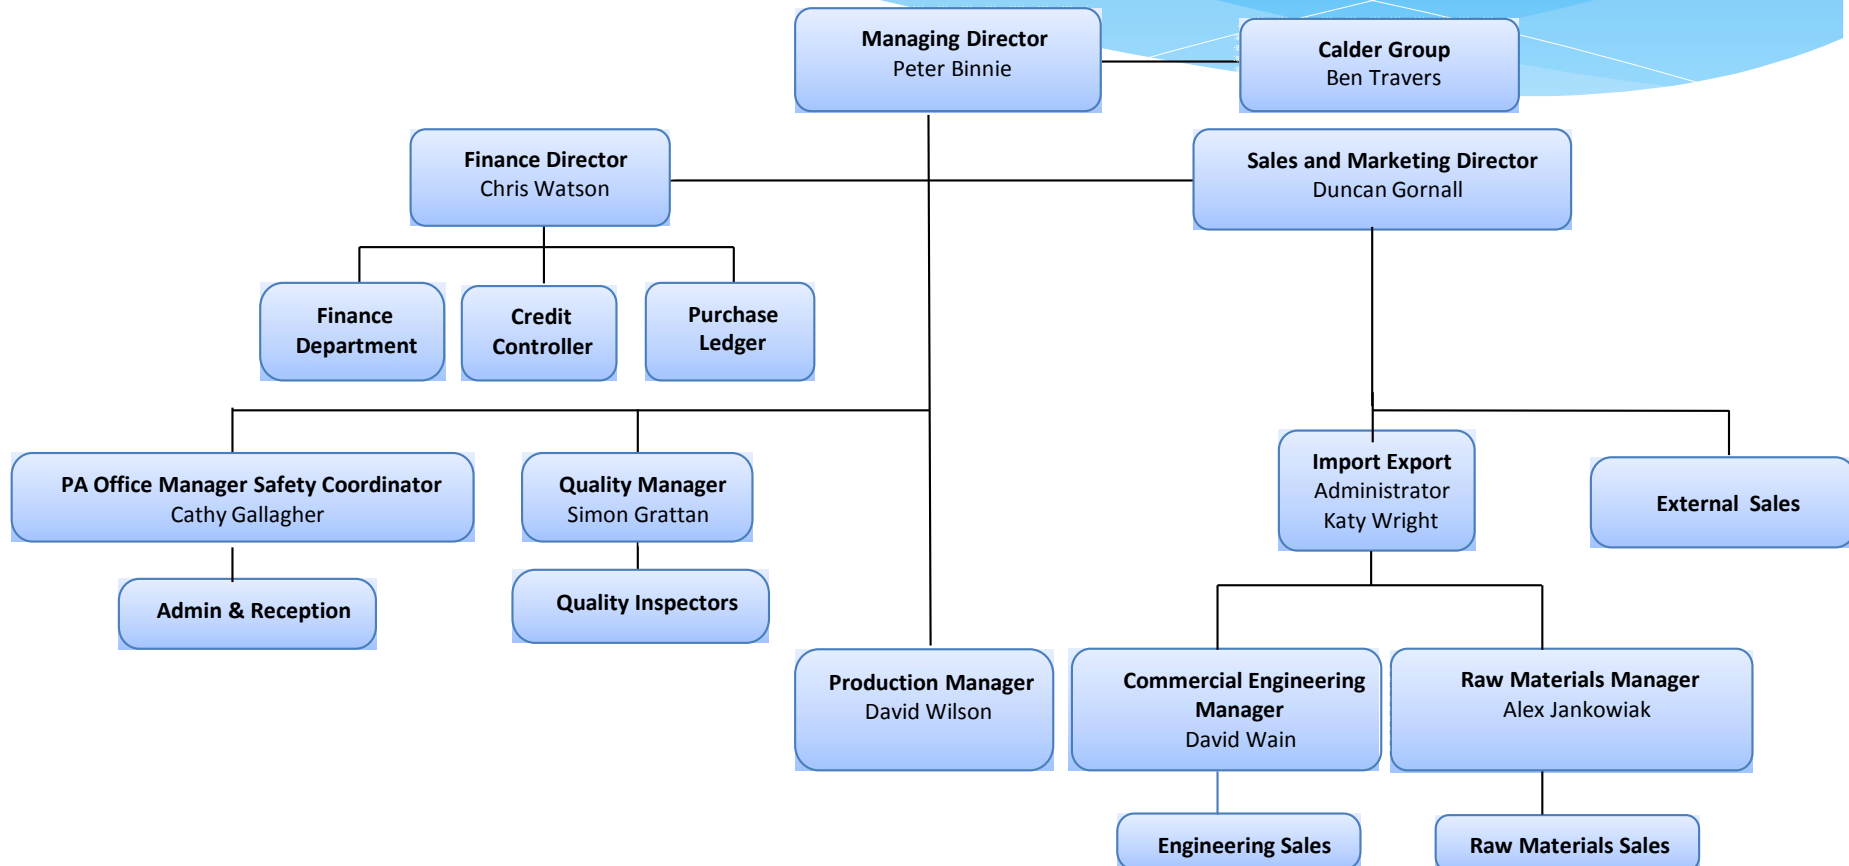 Managing Director
Peter Binnie
Calder Group
Ben Travers
Finance Director
Chris Watson
Sales and Marketing Director
Duncan Gornall
Finance
Department
Credit
Controller
Purchase
Ledger
PA Office Manager Safety Coordinator
Cathy Gallagher
Quality Manager
Simon Grattan
Import Export
Administrator
Katy Wright
External Sales
Admin & Reception
Quality Inspectors
Production Manager
David Wilson
Commercial Engineering
Manager
David Wain
Raw Materials Manager
Alex Jankowiak
Engineering Sales
Raw Materials Sales